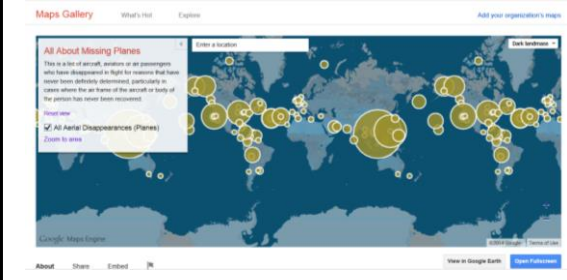 Maps Gallery What's Hot Explore Add your organization's maps
All About Missing Planes
This is a list of aircraft, aviators or air passengers
who have disappeared in flight for reasons that have
never been definitely determined, particularly in
cases where the air frame of the aircraft or body of
the person has never been recovered.
Reset view
All Aerial Disappearances (Planes)
Zoom to area
Enter a location
Dark landmass
Google Maps Engine
©2014 Google Terms of Use
About Share Embed
View in Google Earth Open Fullscreen